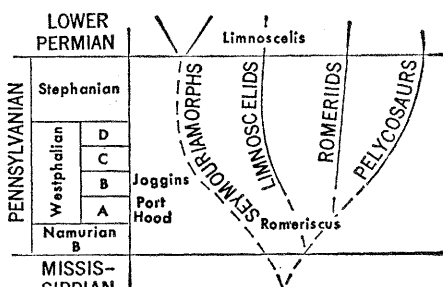 LOWER
PERMIAN
Limnoscelis
PENNSYLVANIAN
Stephanian
Westphalian
D
C
B
A
Namurian
B
Joggins
Port
Hood
SEYMOURIAMORPHS
LIMNOSCELIDS
ROMERIIDS
PELYCOSAURS
Romeriscus
MISSIS-
SIPPIAN